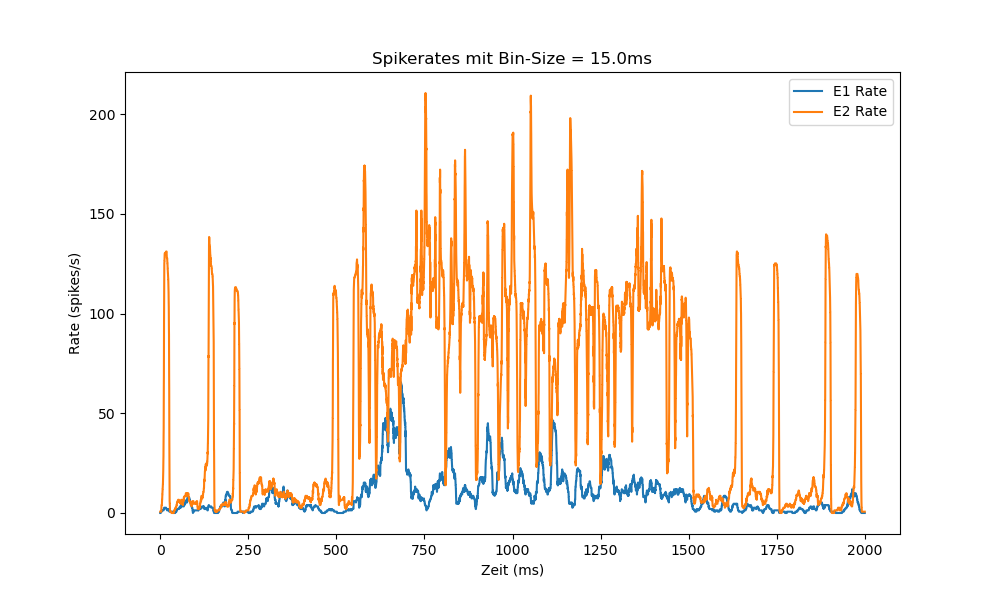 Spikerates mit Bin-Size = 15.0ms
E1 Rate
E2 Rate
Rate (spikes/s)
200
150
100
50
0
0 250 500 750 1000 1250 1500 1750 2000
Zeit (ms)